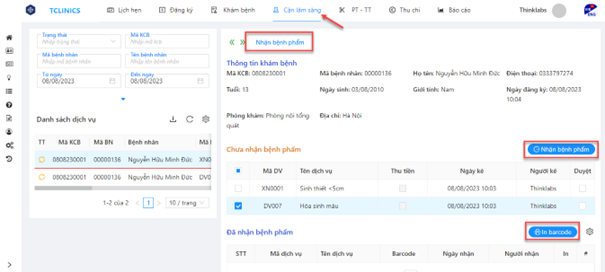 TCLINICS
Lịch hẹn
Đăng ký
Khám bệnh
Cận lâm sàng
PT - TT
Thu chi
Báo cáo
Thinklabs
ENG
Trạng thái
Nhập trạng thái
Mã KCB
Nhập mã kcb
Mã bệnh nhân
Nhập mã bệnh nhân
Tên bệnh nhân
Nhập tên bệnh nhân
Từ ngày
08/08/2023
Đến ngày
08/08/2023
Danh sách dịch vụ
TT Mã KCB Mã BN Bệnh nhân Mã
0808230001 00000136 Nguyễn Hữu Minh Đức XN0
0808230001 00000136 Nguyễn Hữu Minh Đức DV0
1-2 của 2 < 1 > 10 / trang
Nhận bệnh phẩm
Thông tin khám bệnh
Mã KCB: 0808230001 Mã bệnh nhân: 00000136 Họ tên: Nguyễn Hữu Minh Đức Điện thoại: 0333797274
Tuổi: 13 Ngày sinh: 03/08/2010 Giới tính: Nam Ngày đăng ký: 08/08/2023
10:04
Phòng khám: Phòng nội tổng Địa chỉ: Hà Nội
quát
Chưa nhận bệnh phẩm
Nhận bệnh phẩm
Mã DV Tên dịch vụ Thu tiền Ngày kê Người kê Duyệt
XN0001 Sinh thiết <5cm 08/08/2023 10:03 Thinklabs
DV007 Hóa sinh máu 08/08/2023 10:03 Thinklabs
Đã nhận bệnh phẩm
In barcode
STT Mã dịch vụ Tên dịch vụ Barcode Ngày nhận Người nhận In #